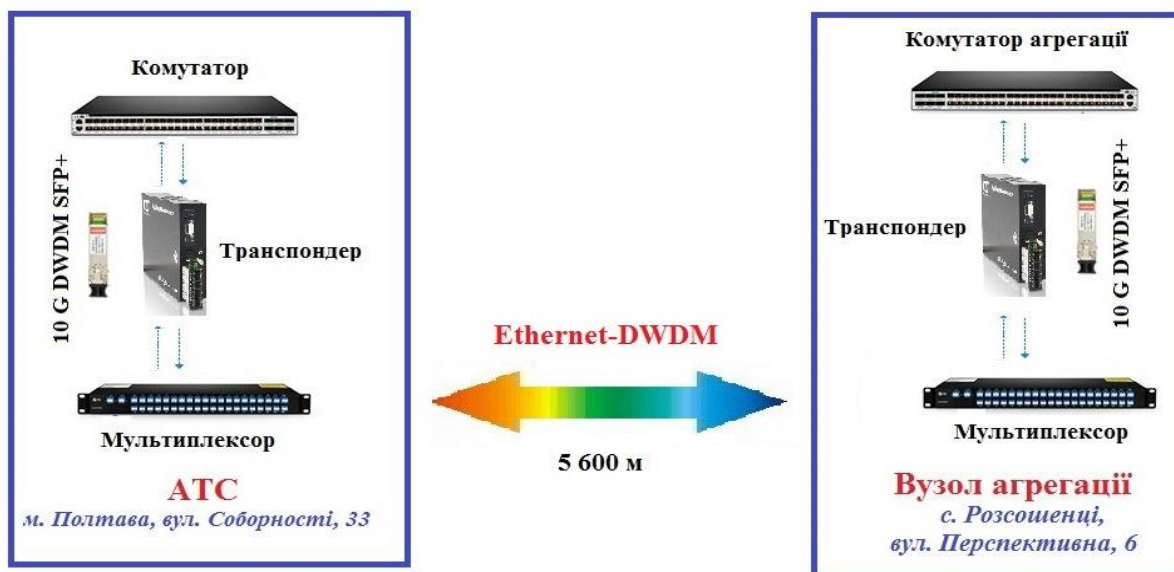 Комутатор
10 G DWDM SFP+
Транспондер
Мультиплексор
АТС
м. Полтава, вул. Соборності, 33
Ethernet-DWDM
5 600 м
Комутатор агрегації
Транспондер
10 G DWDM SFP+
Мультиплексор
Вузол агрегації
с. Розсошенці,
вул. Перспективна, 6